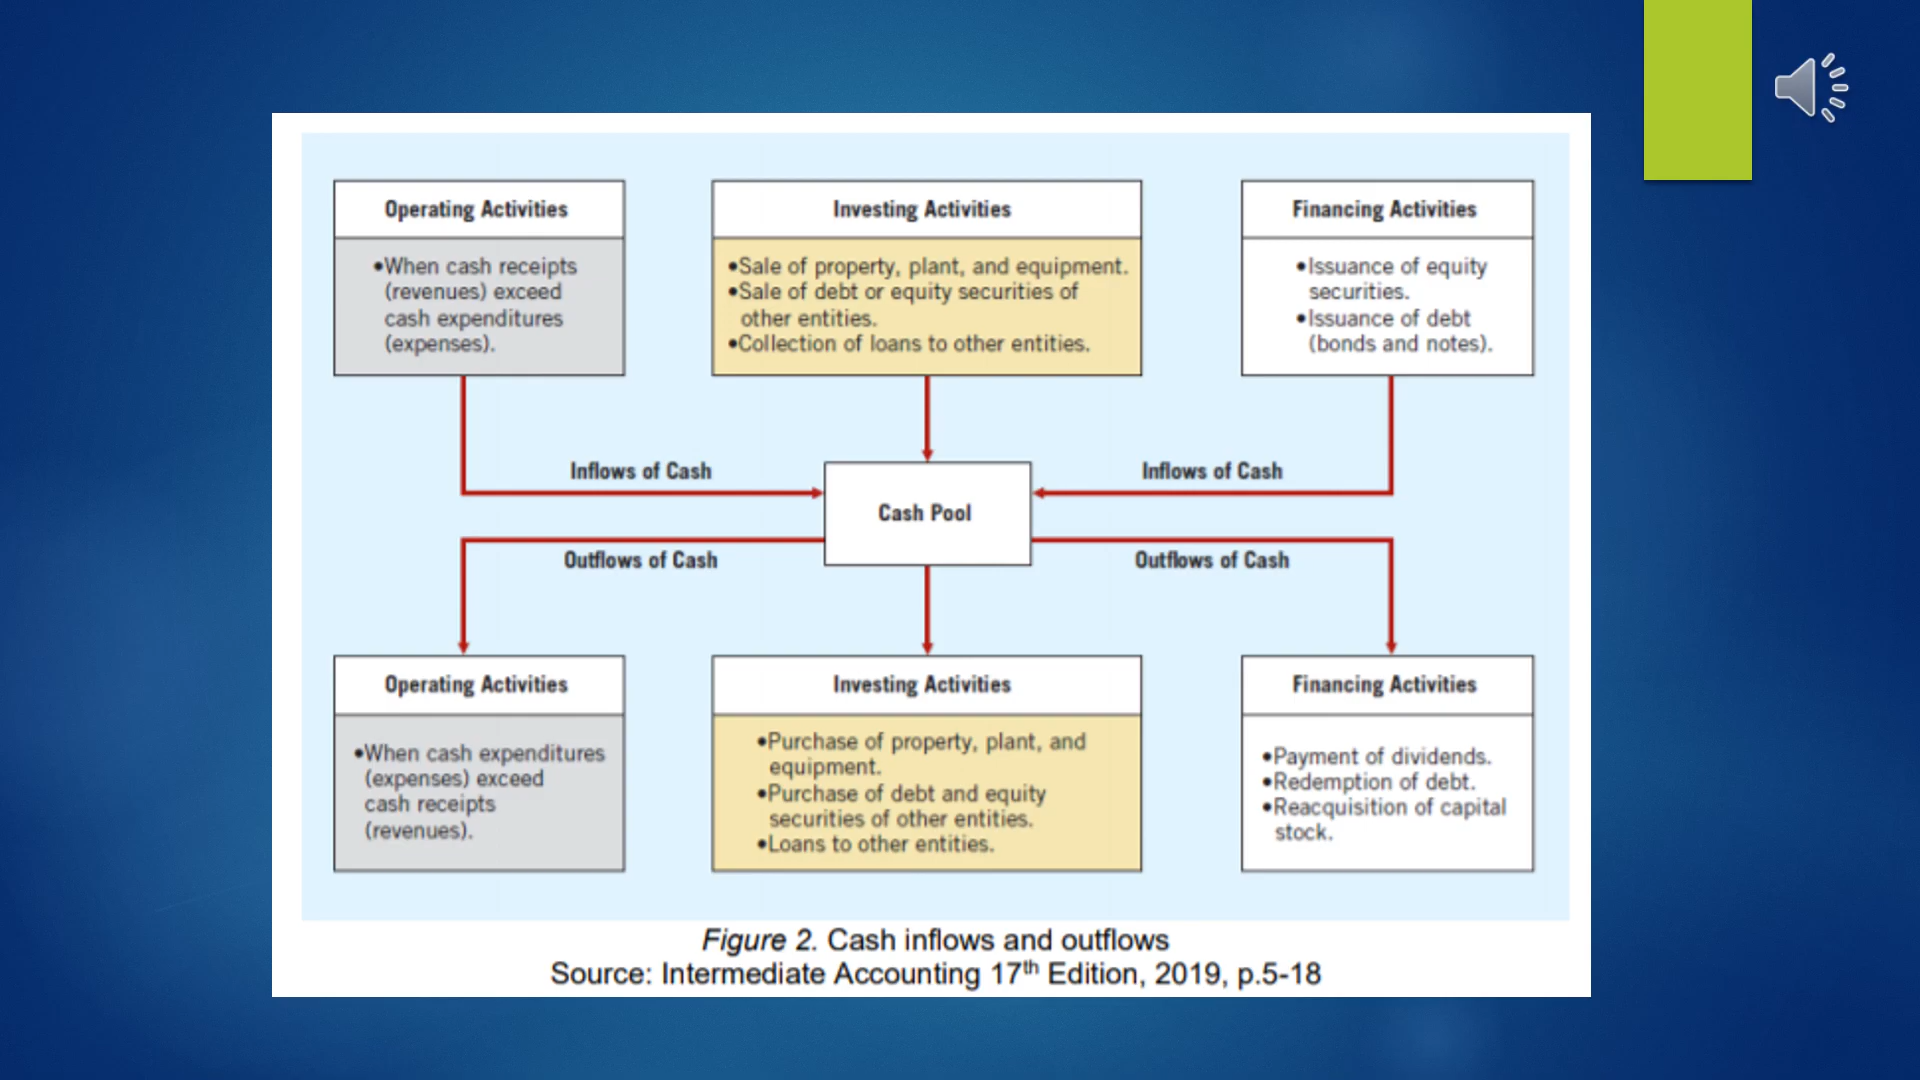 Operating Activities
•When cash receipts
(revenues) exceed
cash expenditures
(expenses).
Investing Activities
•Sale of property, plant, and equipment.
•Sale of debt or equity securities of
other entities.
•Collection of loans to other entities.
Financing Activities
•Issuance of equity
securities.
•Issuance of debt
(bonds and notes).
Inflows of Cash
Inflows of Cash
Cash Pool
Outflows of Cash
Outflows of Cash
Operating Activities
•When cash expenditures
(expenses) exceed
cash receipts
(revenues).
Investing Activities
•Purchase of property, plant, and
equipment.
•Purchase of debt and equity
securities of other entities.
•Loans to other entities.
Financing Activities
•Payment of dividends.
•Redemption of debt.
•Reacquisition of capital
stock.
Figure 2. Cash inflows and outflows
Source: Intermediate Accounting 17th Edition, 2019, p.5-18